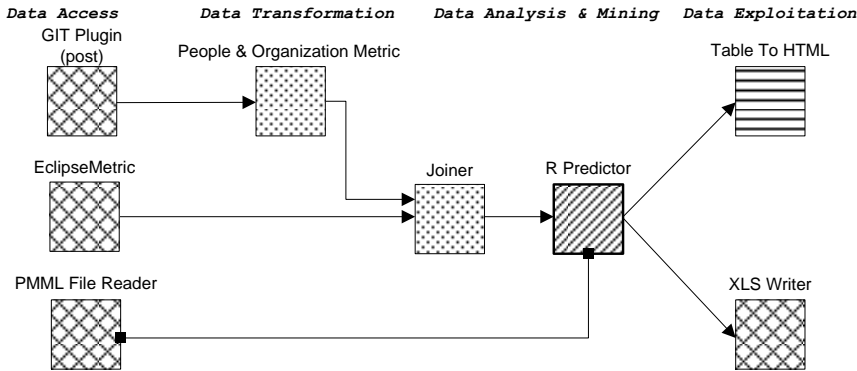 Data Access
Data Transformation
Data Analysis & Mining
Data Exploitation
GIT Plugin
(post)
People & Organization Metric
Table To HTML
EclipseMetric
Joiner
R Predictor
PMML File Reader
XLS Writer